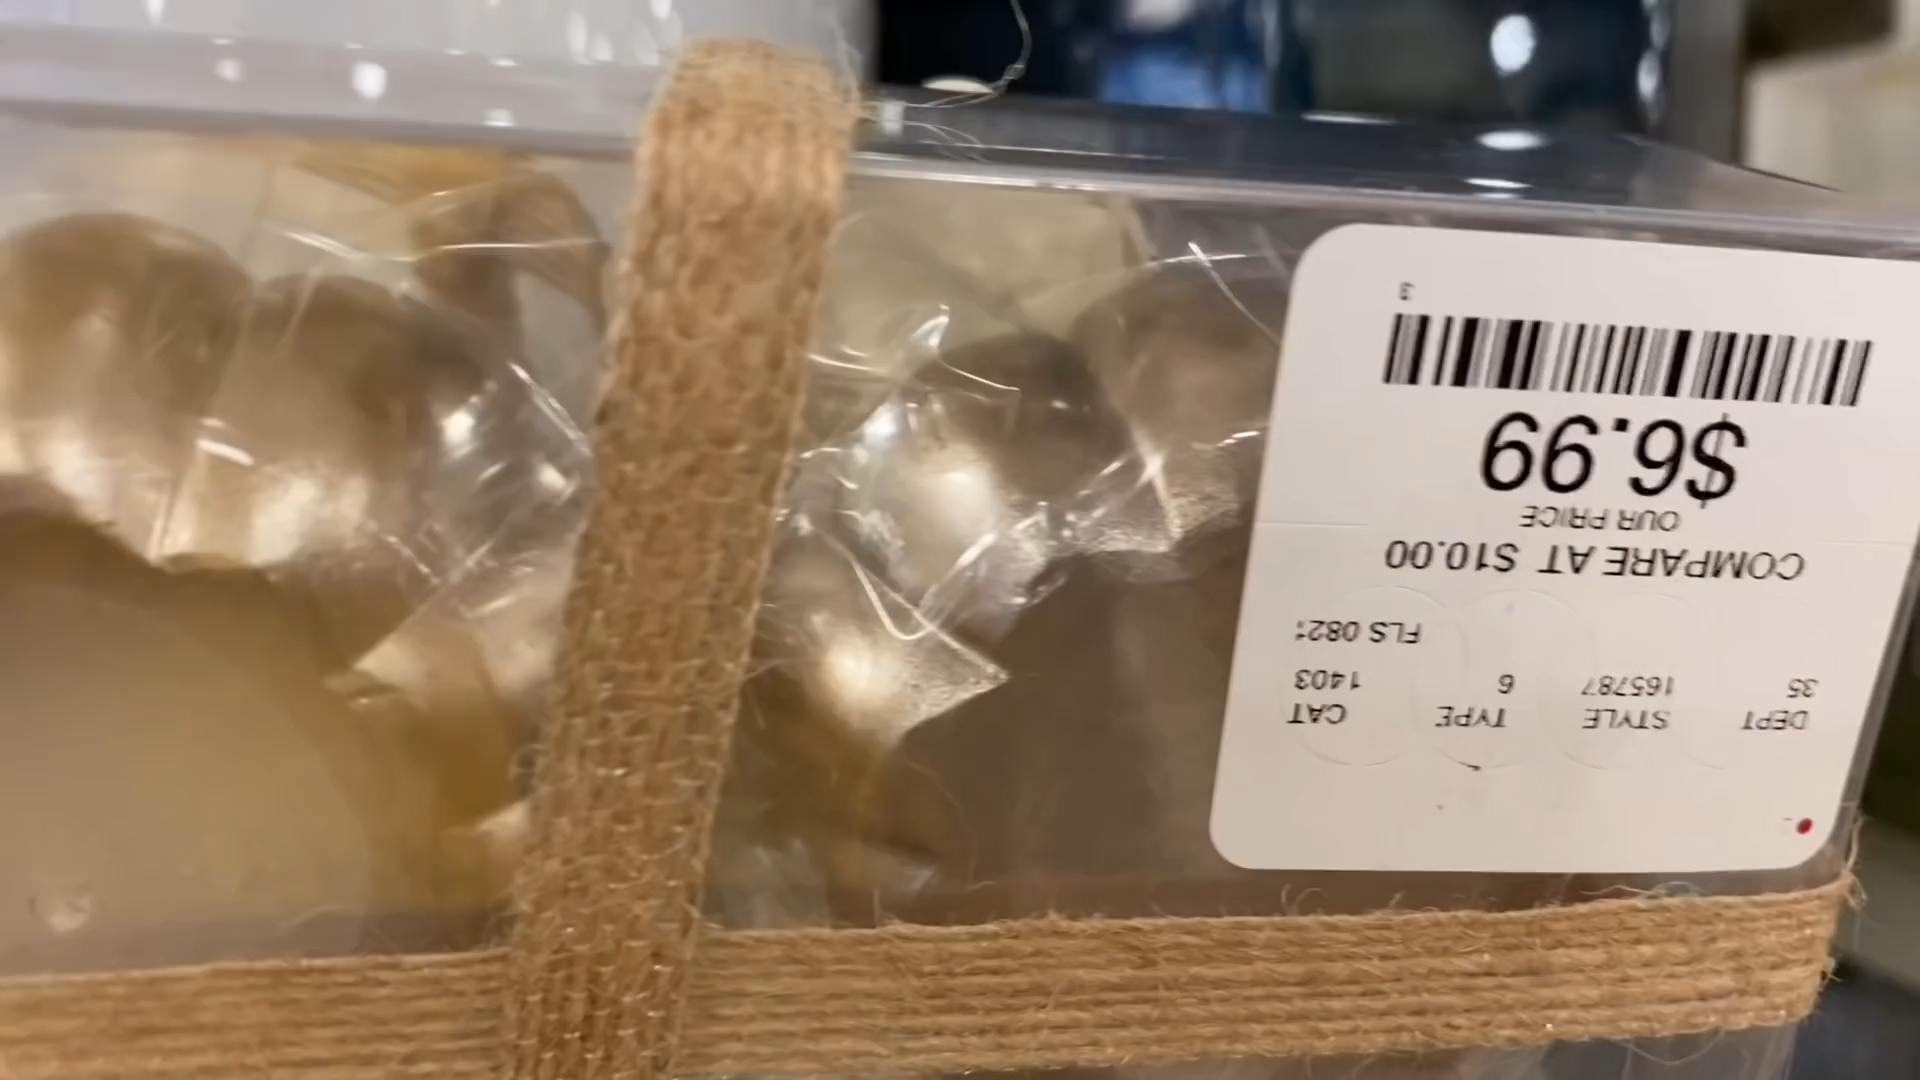 DEPT STYLE TYPE CAT
35 165787 6 1403
FLS 082
COMPARE AT $10.00
OUR PRICE
$6.99
3